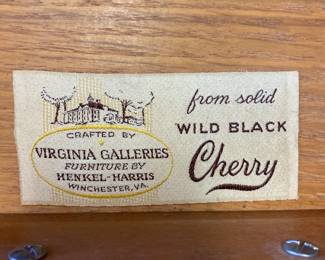 CRAFTED BY
VIRGINIA GALLERIES
FURNITURE BY
HENKEL-HARRIS
WINCHESTER, VA.
from solid
WILD BLACK
Cherry